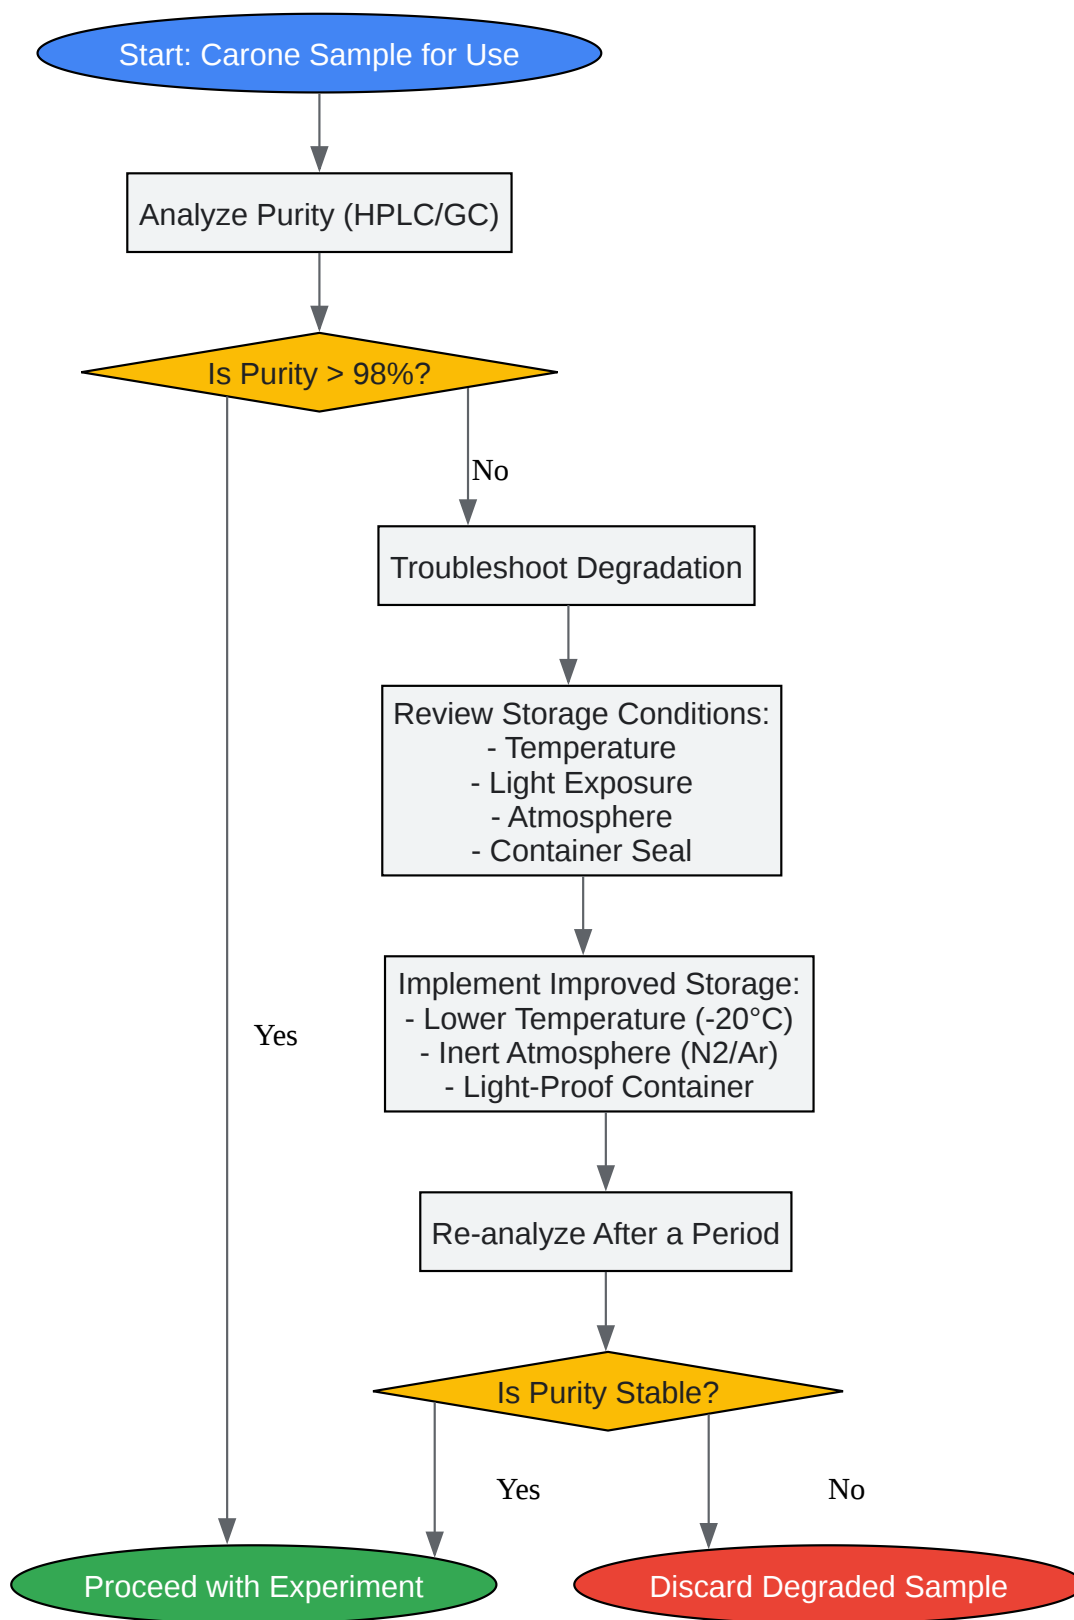 Start: Carone Sample for Use
Analyze Purity (HPLC/GC)
Is Purity > 98%?
No
Troubleshoot Degradation
Review Storage Conditions:
- Temperature
- Light Exposure
- Atmosphere
- Container Seal
Implement Improved Storage:
- Lower Temperature (-20°C)
- Inert Atmosphere (N2/Ar)
- Light-Proof Container
Yes
Re-analyze After a Period
Is Purity Stable?
Yes
No
Proceed with Experiment
Discard Degraded Sample